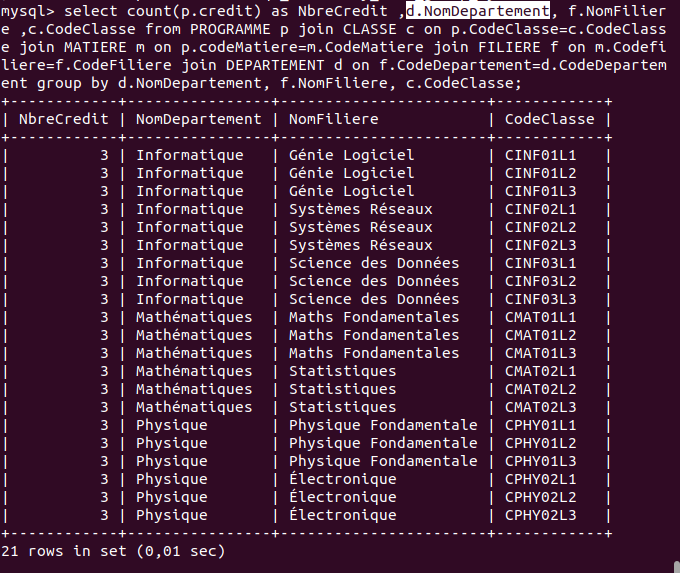 mysql> select count(p.credit) as NbreCredit ,d.NomDepartement, f.NomFilier
e ,c.CodeClasse from PROGRAMME p join CLASSE c on p.CodeClasse=c.CodeClass
e join MATIERE m on p.codeMatiere=m.CodeMatiere join FILIERE f on m.Codefi
liere=f.CodeFiliere join DEPARTEMENT d on f.CodeDepartement=d.CodeDepartem
ent group by d.NomDepartement, f.NomFiliere, c.CodeClasse;
+------------+----------------+-----------------------+------------+
| NbreCredit | NomDepartement | NomFiliere            | CodeClasse |
+------------+----------------+-----------------------+------------+
|          3 | Informatique   | Génie Logiciel        | CINF01L1   |
|          3 | Informatique   | Génie Logiciel        | CINF01L2   |
|          3 | Informatique   | Génie Logiciel        | CINF01L3   |
|          3 | Informatique   | Systèmes Réseaux      | CINF02L1   |
|          3 | Informatique   | Systèmes Réseaux      | CINF02L2   |
|          3 | Informatique   | Systèmes Réseaux      | CINF02L3   |
|          3 | Informatique   | Science des Données   | CINF03L1   |
|          3 | Informatique   | Science des Données   | CINF03L2   |
|          3 | Informatique   | Science des Données   | CINF03L3   |
|          3 | Mathématiques  | Maths Fondamentales   | CMAT01L1   |
|          3 | Mathématiques  | Maths Fondamentales   | CMAT01L2   |
|          3 | Mathématiques  | Maths Fondamentales   | CMAT01L3   |
|          3 | Mathématiques  | Statistiques          | CMAT02L1   |
|          3 | Mathématiques  | Statistiques          | CMAT02L2   |
|          3 | Mathématiques  | Statistiques          | CMAT02L3   |
|          3 | Physique       | Physique Fondamentale | CPHY01L1   |
|          3 | Physique       | Physique Fondamentale | CPHY01L2   |
|          3 | Physique       | Physique Fondamentale | CPHY01L3   |
|          3 | Physique       | Électronique          | CPHY02L1   |
|          3 | Physique       | Électronique          | CPHY02L2   |
|          3 | Physique       | Électronique          | CPHY02L3   |
+------------+----------------+-----------------------+------------+
21 rows in set (0,01 sec)